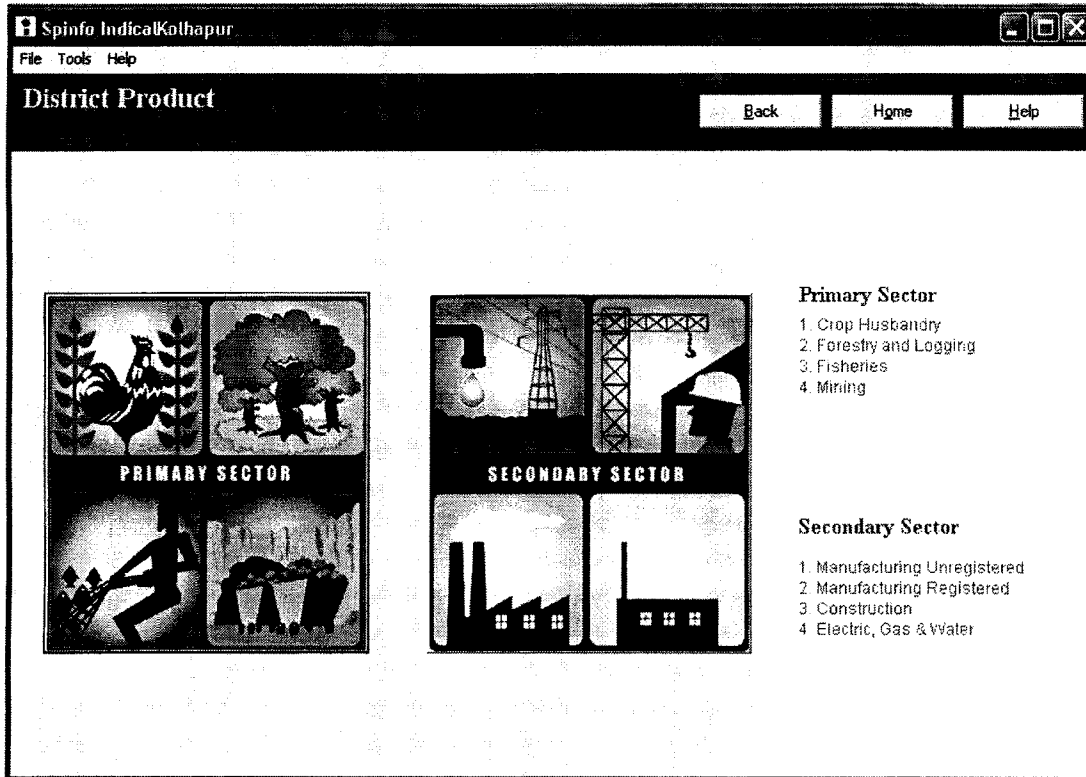 Spinfo IndicalKolhapur
File Tools Help
District Product
Back Home Help
PRIMARY SECTOR
SECONDARY SECTOR
Primary Sector
1. Crop Husbandry
2. Forestry and Logging
3. Fisheries
4. Mining
Secondary Sector
1. Manufacturing Unregistered
2. Manufacturing Registered
3. Construction
4. Electric, Gas & Water